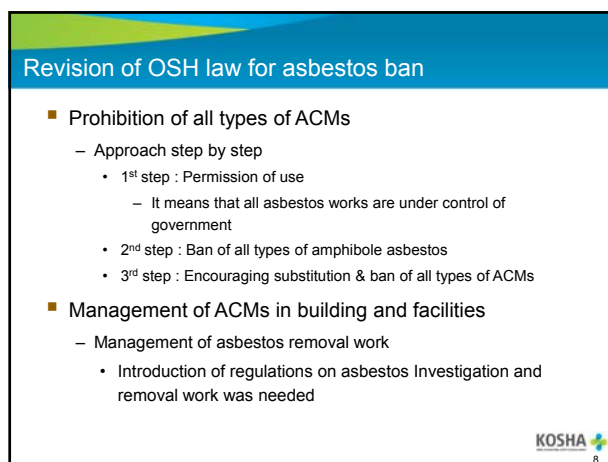 Revision of OSH law for asbestos ban
■ Prohibition of all types of ACMs
– Approach step by step
• 1st step : Permission of use
– It means that all asbestos works are under control of
government
• 2nd step : Ban of all types of amphibole asbestos
• 3rd step : Encouraging substitution & ban of all types of ACMs
■ Management of ACMs in building and facilities
– Management of asbestos removal work
• Introduction of regulations on asbestos Investigation and
removal work was needed
KOSHA
8